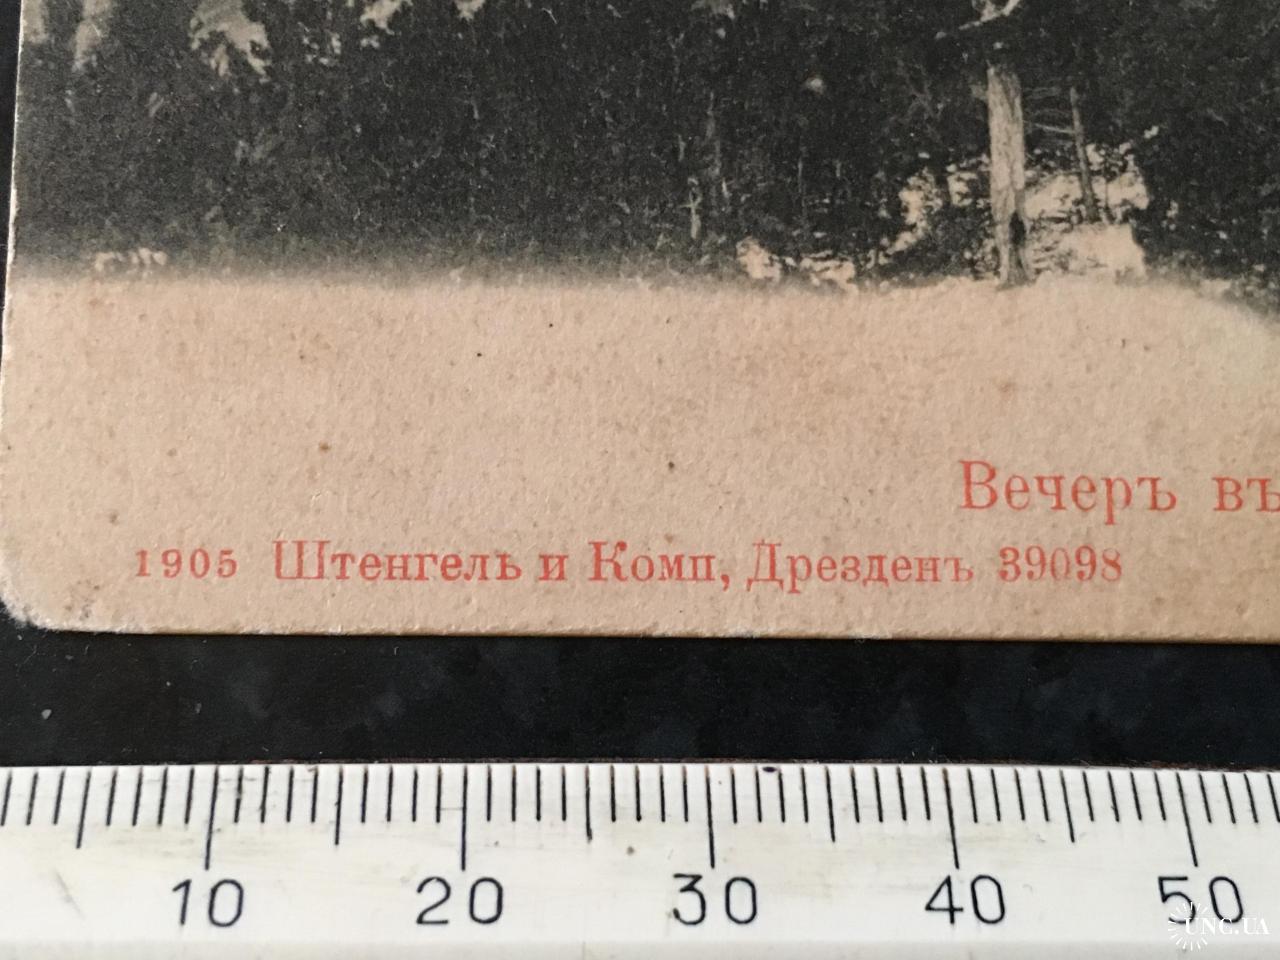 Вечеръ въ
1905 Штенгель и Комп, Дрезденъ 39098
10 20 30 40 50
UNC.UA